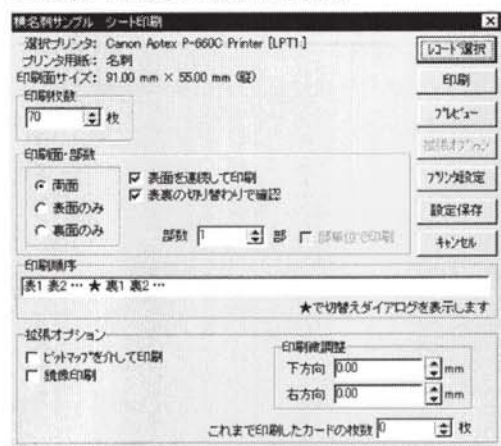 横名刺サンプル シート印刷
選択プリンタ: Canon Aptex P-660C Printer [LPT1:]
プリンタ用紙: 名刺
印刷面サイズ: 91.00 mm × 55.00 mm (縦)
レコード選択
印刷
プレビュー
拡張オプション
プリンタ設定
設定保存
キャンセル
印刷枚数
70 枚
印刷面・部数
両面
表面のみ
裏面のみ
表面を連続して印刷
表裏の切り替わりで確認
部数 1 部 部単位で印刷
印刷順序
表1 表2 … ★ 裏1 裏2 …
★で切替えダイアログを表示します
拡張オプション
ビットマップを介して印刷
鏡像印刷
印刷微調整
下方向 0.00 mm
右方向 0.00 mm
これまで印刷したカードの枚数 0 枚